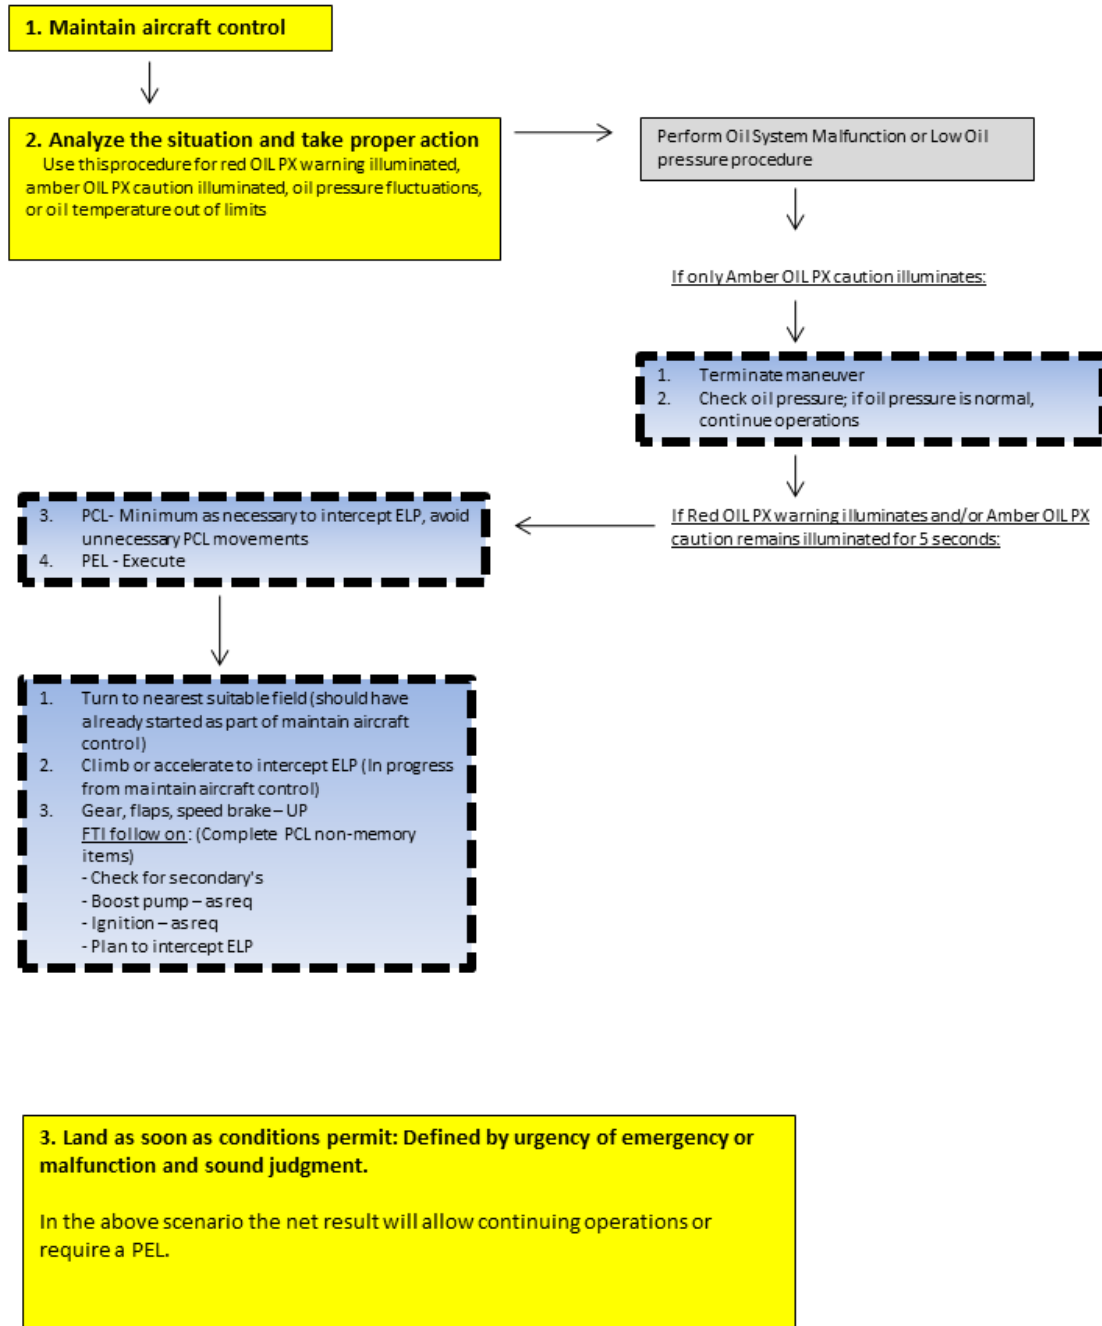 1. Maintain aircraft control
2. Analyze the situation and take proper action
Use this procedure for red OIL PX warning illuminated,
amber OIL PX caution illuminated, oil pressure fluctuations,
or oil temperature out of limits
Perform Oil System Malfunction or Low Oil
pressure procedure
If only Amber OIL PX caution illuminates:
1. Terminate maneuver
2. Check oil pressure; if oil pressure is normal,
continue operations
If Red OIL PX warning illuminates and/or Amber OIL PX
caution remains illuminated for 5 seconds:
3. PCL- Minimum as necessary to intercept ELP, avoid
unnecessary PCL movements
4. PEL - Execute
1. Turn to nearest suitable field (should have
already started as part of maintain aircraft
control)
2. Climb or accelerate to intercept ELP (In progress
from maintain aircraft control)
3. Gear, flaps, speed brake – UP
FTI follow on: (Complete PCL non-memory
items)
- Check for secondary's
- Boost pump – as req
- Ignition – as req
- Plan to intercept ELP
3. Land as soon as conditions permit: Defined by urgency of emergency or
malfunction and sound judgment.
In the above scenario the net result will allow continuing operations or
require a PEL.